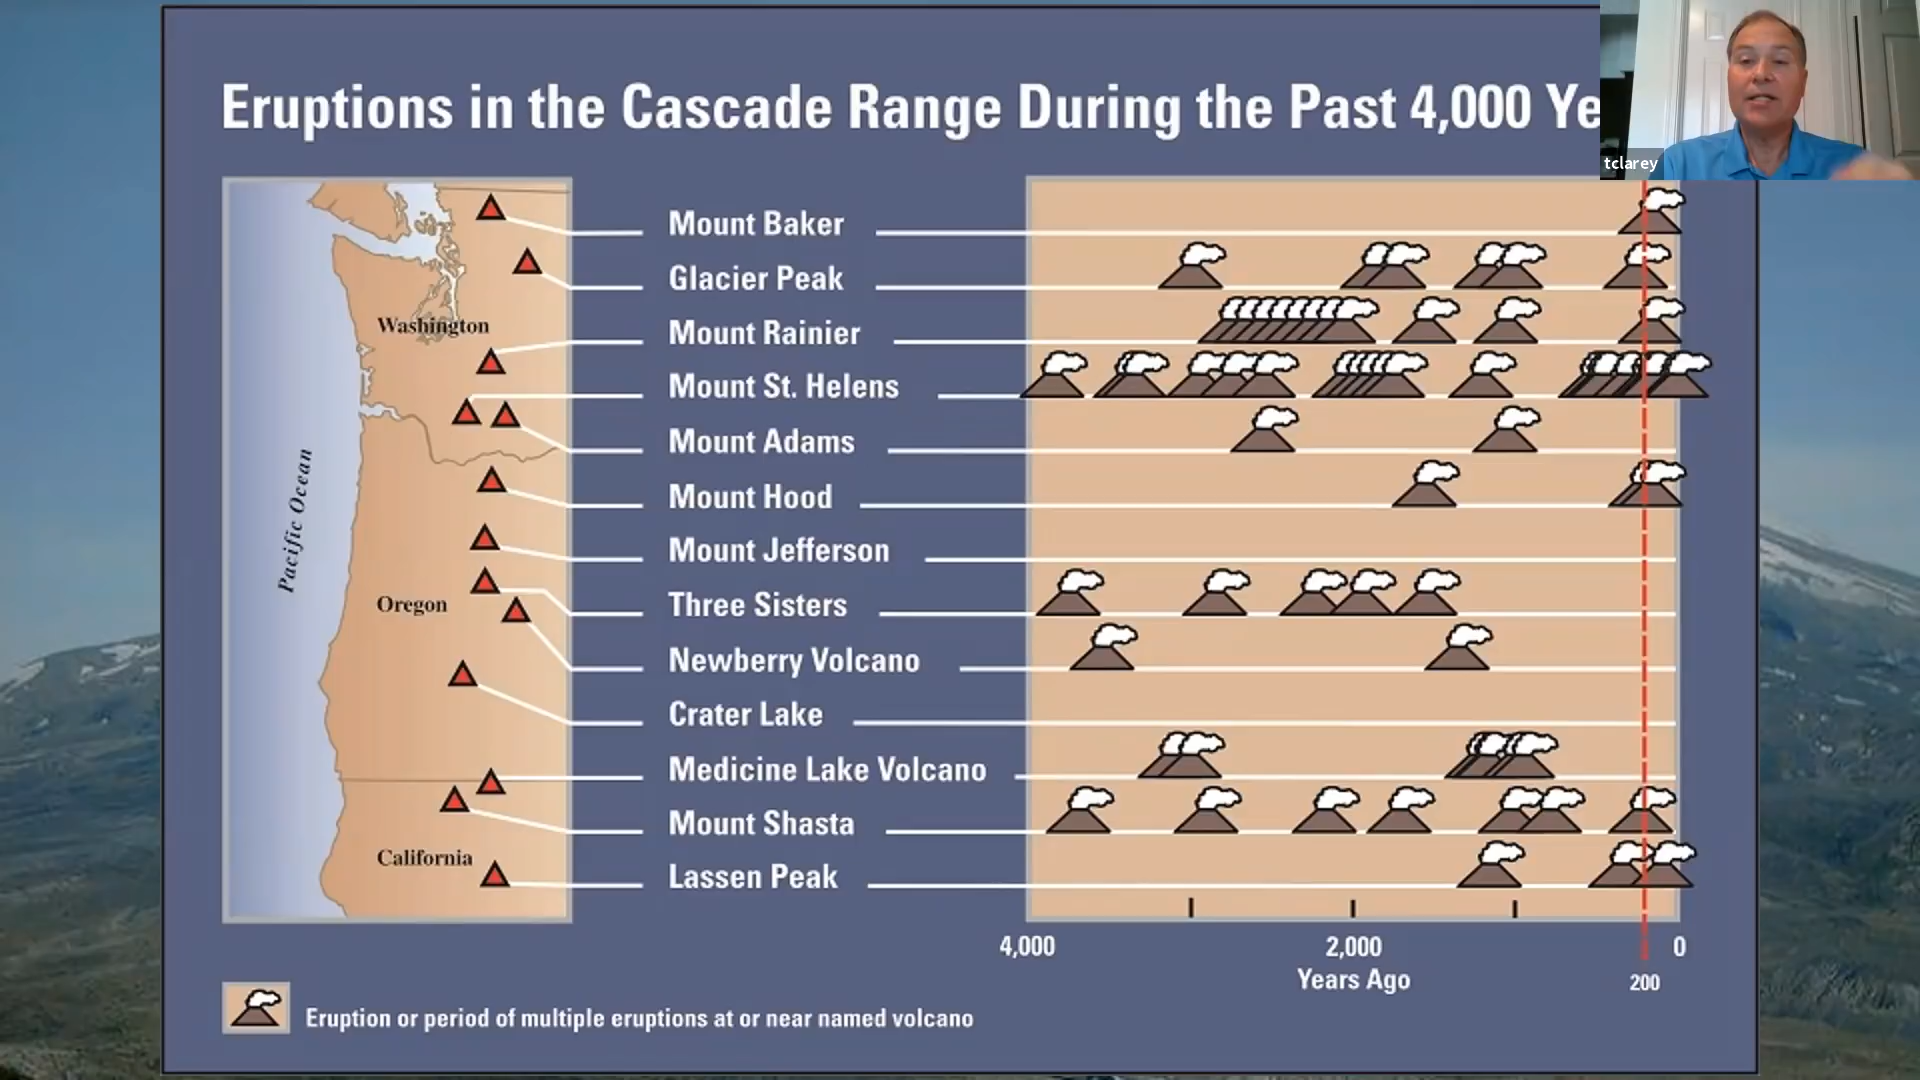 Eruptions in the Cascade Range During the Past 4,000 Ye
tclarey
Mount Baker
Glacier Peak
Washington
Mount Rainier
Mount St. Helens
Mount Adams
Pacific Ocean
Mount Hood
Mount Jefferson
Oregon
Three Sisters
Newberry Volcano
Crater Lake
Medicine Lake Volcano
Mount Shasta
California
Lassen Peak
4,000 2,000 0
Years Ago
200
Eruption or period of multiple eruptions at or near named volcano